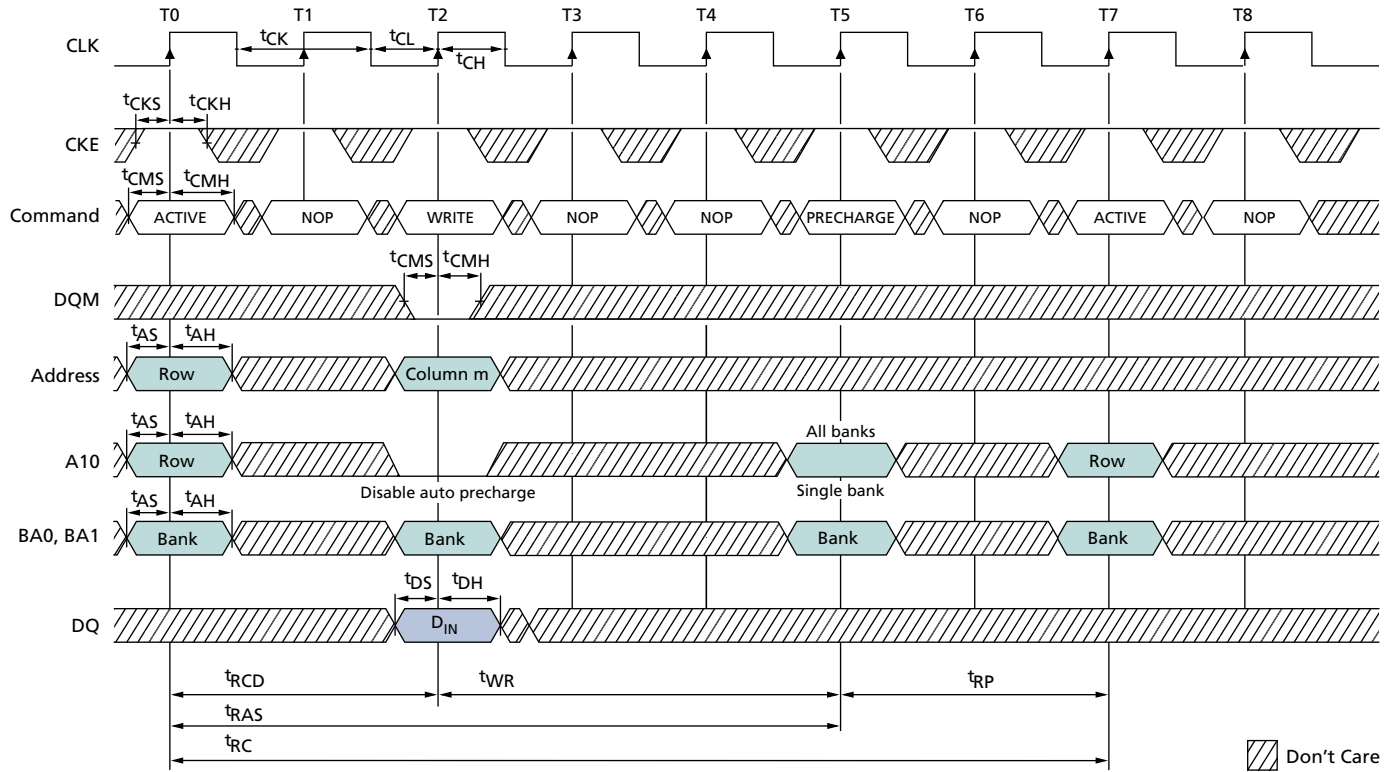 T0 T1 T2 T3 T4 T5 T6 T7 T8
CLK tCK tCL
tCH
tCKS tCKH
CKE
tCMS tCMH
Command ACTIVE NOP WRITE NOP NOP PRECHARGE NOP ACTIVE NOP
tCMS tCMH
DQM
tAS tAH
Address Row Column m
tAS tAH All banks
A10 Row Row
Disable auto precharge Single bank
tAS tAH
BA0, BA1 Bank Bank Bank Bank
tDS tDH
DQ DIN
tRCD tWR tRP
tRAS
tRC
Don't Care